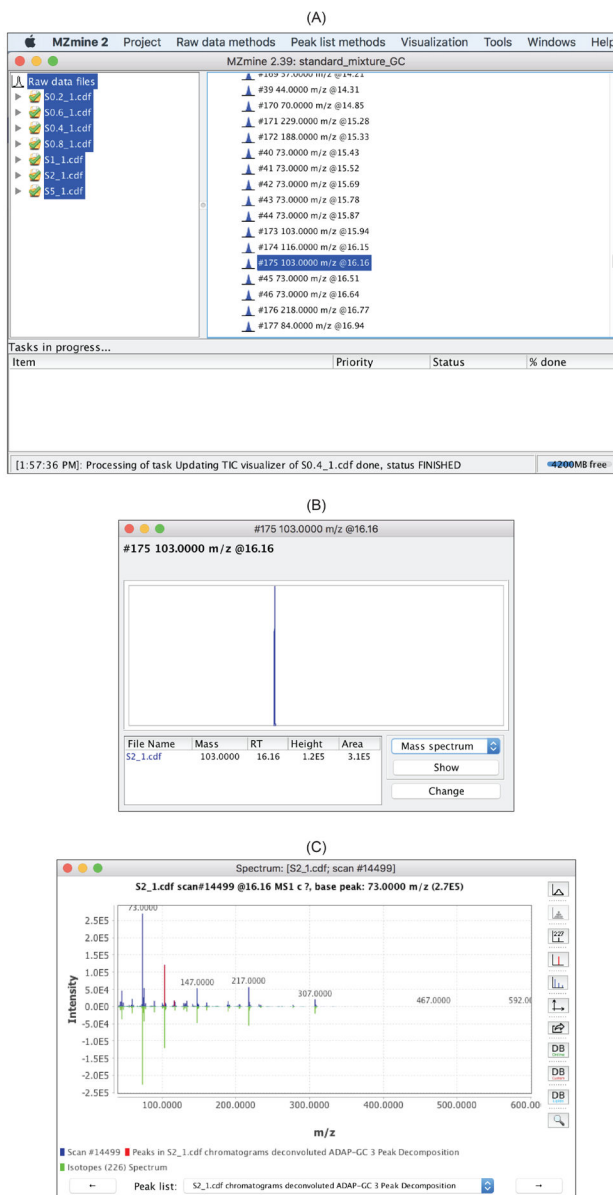 (A)
MZmine 2 Project Raw data methods Peak list methods Visualization Tools Windows Help
MZmine 2.39: standard_mixture_GC
Raw data files
S0.2_1.cdf
S0.6_1.cdf
S0.4_1.cdf
S0.8_1.cdf
S1_1.cdf
S2_1.cdf
S5_1.cdf
#169 57.0000 m/z @14.21
#39 44.0000 m/z @14.31
#170 70.0000 m/z @14.85
#171 229.0000 m/z @15.28
#172 188.0000 m/z @15.33
#40 73.0000 m/z @15.43
#41 73.0000 m/z @15.52
#42 73.0000 m/z @15.69
#43 73.0000 m/z @15.78
#44 73.0000 m/z @15.87
#173 103.0000 m/z @15.94
#174 116.0000 m/z @16.15
#175 103.0000 m/z @16.16
#45 73.0000 m/z @16.51
#46 73.0000 m/z @16.64
#176 218.0000 m/z @16.77
#177 84.0000 m/z @16.94
Tasks in progress...
Item Priority Status % done
[1:57:36 PM]: Processing of task Updating TIC visualizer of S0.4_1.cdf done, status FINISHED
4200MB free
(B)
#175 103.0000 m/z @16.16
#175 103.0000 m/z @16.16
File Name Mass RT Height Area
S2_1.cdf 103.0000 16.16 1.2E5 3.1E5
Mass spectrum
Show
Change
(C)
Spectrum: [S2_1.cdf; scan #14499]
S2_1.cdf scan#14499 @16.16 MS1 c ?, base peak: 73.0000 m/z (2.7E5)
73.0000
147.0000
217.0000
307.0000
467.0000
592.0(
2.5E5
2.0E5
1.5E5
1.0E5
5.0E4
0.0E0
-5.0E4
-1.0E5
-1.5E5
-2.0E5
-2.5E5
Intensity
100.0000 200.0000 300.0000 400.0000 500.0000 600.00
m/z
227
DB
DB
DB
Scan #14499 Peaks in S2_1.cdf chromatograms deconvoluted ADAP-GC 3 Peak Decomposition
Isotopes (226) Spectrum
← Peak list: S2_1.cdf chromatograms deconvoluted ADAP-GC 3 Peak Decomposition →